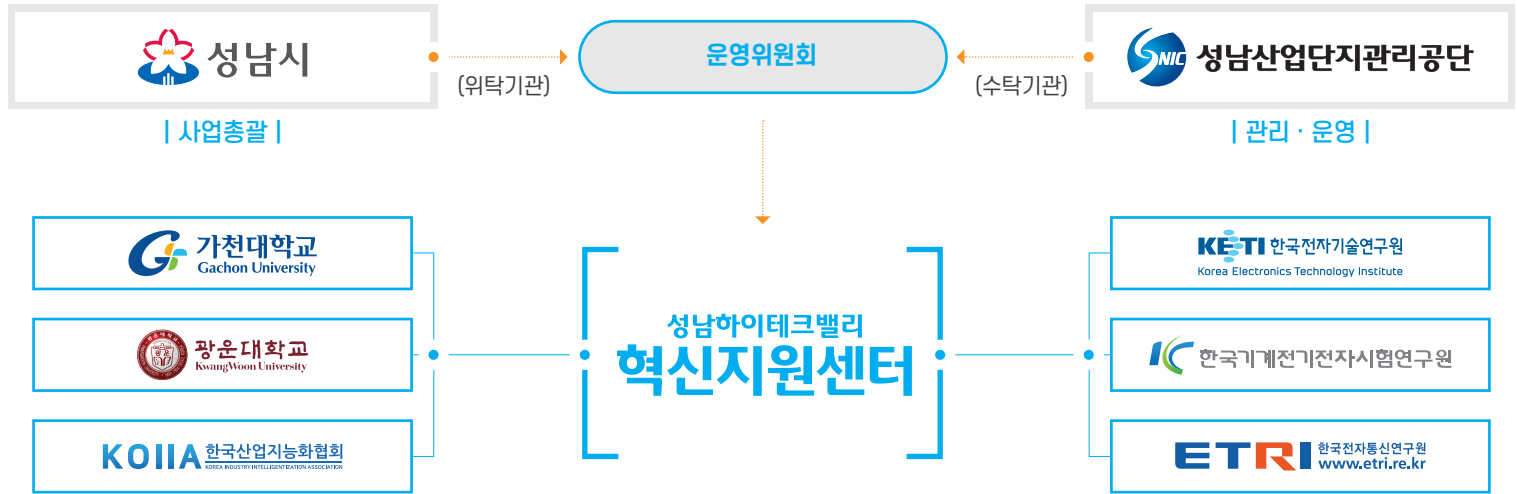 성남시
(위탁기관)
운영위원회
(수탁기관)
SNIC 성남산업단지관리공단
| 사업총괄 |
| 관리 · 운영 |
가천대학교
Gachon University
광운대학교
KwangWoon University
KOIIA 한국산업지능화협회
KOREA INDUSTRY INTELLIGENTIZATION ASSOCIATION
성남하이테크밸리
혁신지원센터
KETI 한국전자기술연구원
Korea Electronics Technology Institute
한국기계전기전자시험연구원
ETRI 한국전자통신연구원
www.etri.re.kr